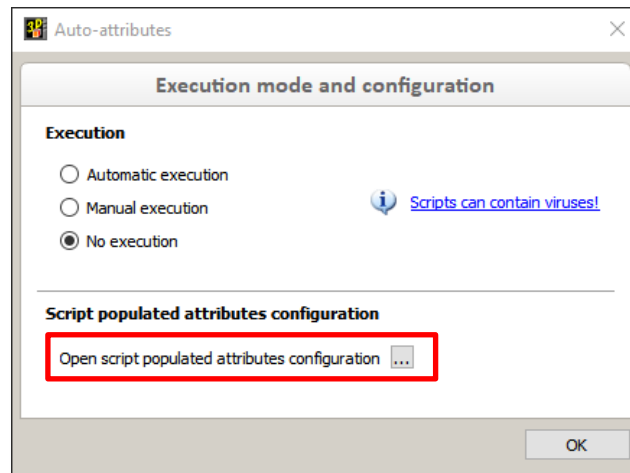 Auto-attributes
Execution mode and configuration
Execution
Automatic execution
Manual execution
Scripts can contain viruses!
No execution
Script populated attributes configuration
Open script populated attributes configuration ...
OK